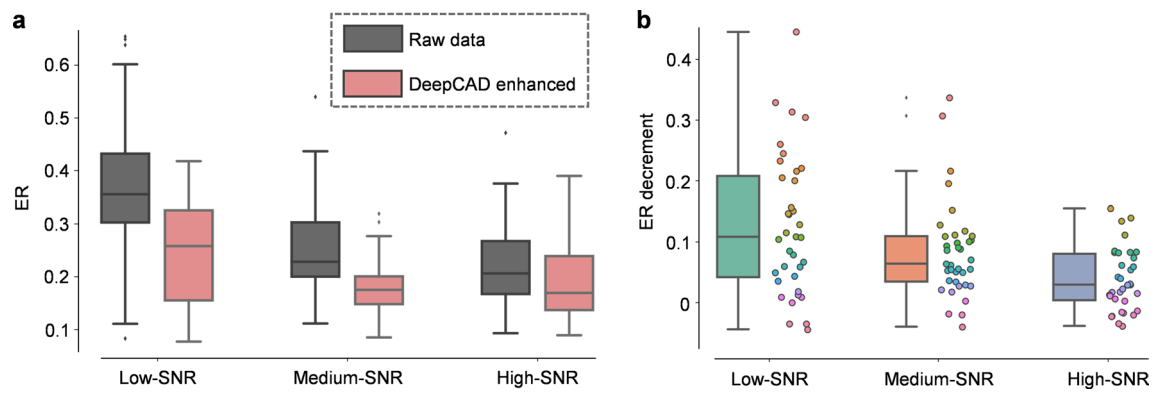 a
Raw data
DeepCAD enhanced
ER
0.6
0.5
0.4
0.3
0.2
0.1
Low-SNR
Medium-SNR
High-SNR
b
ER decrement
0.4
0.3
0.2
0.1
0
Low-SNR
Medium-SNR
High-SNR